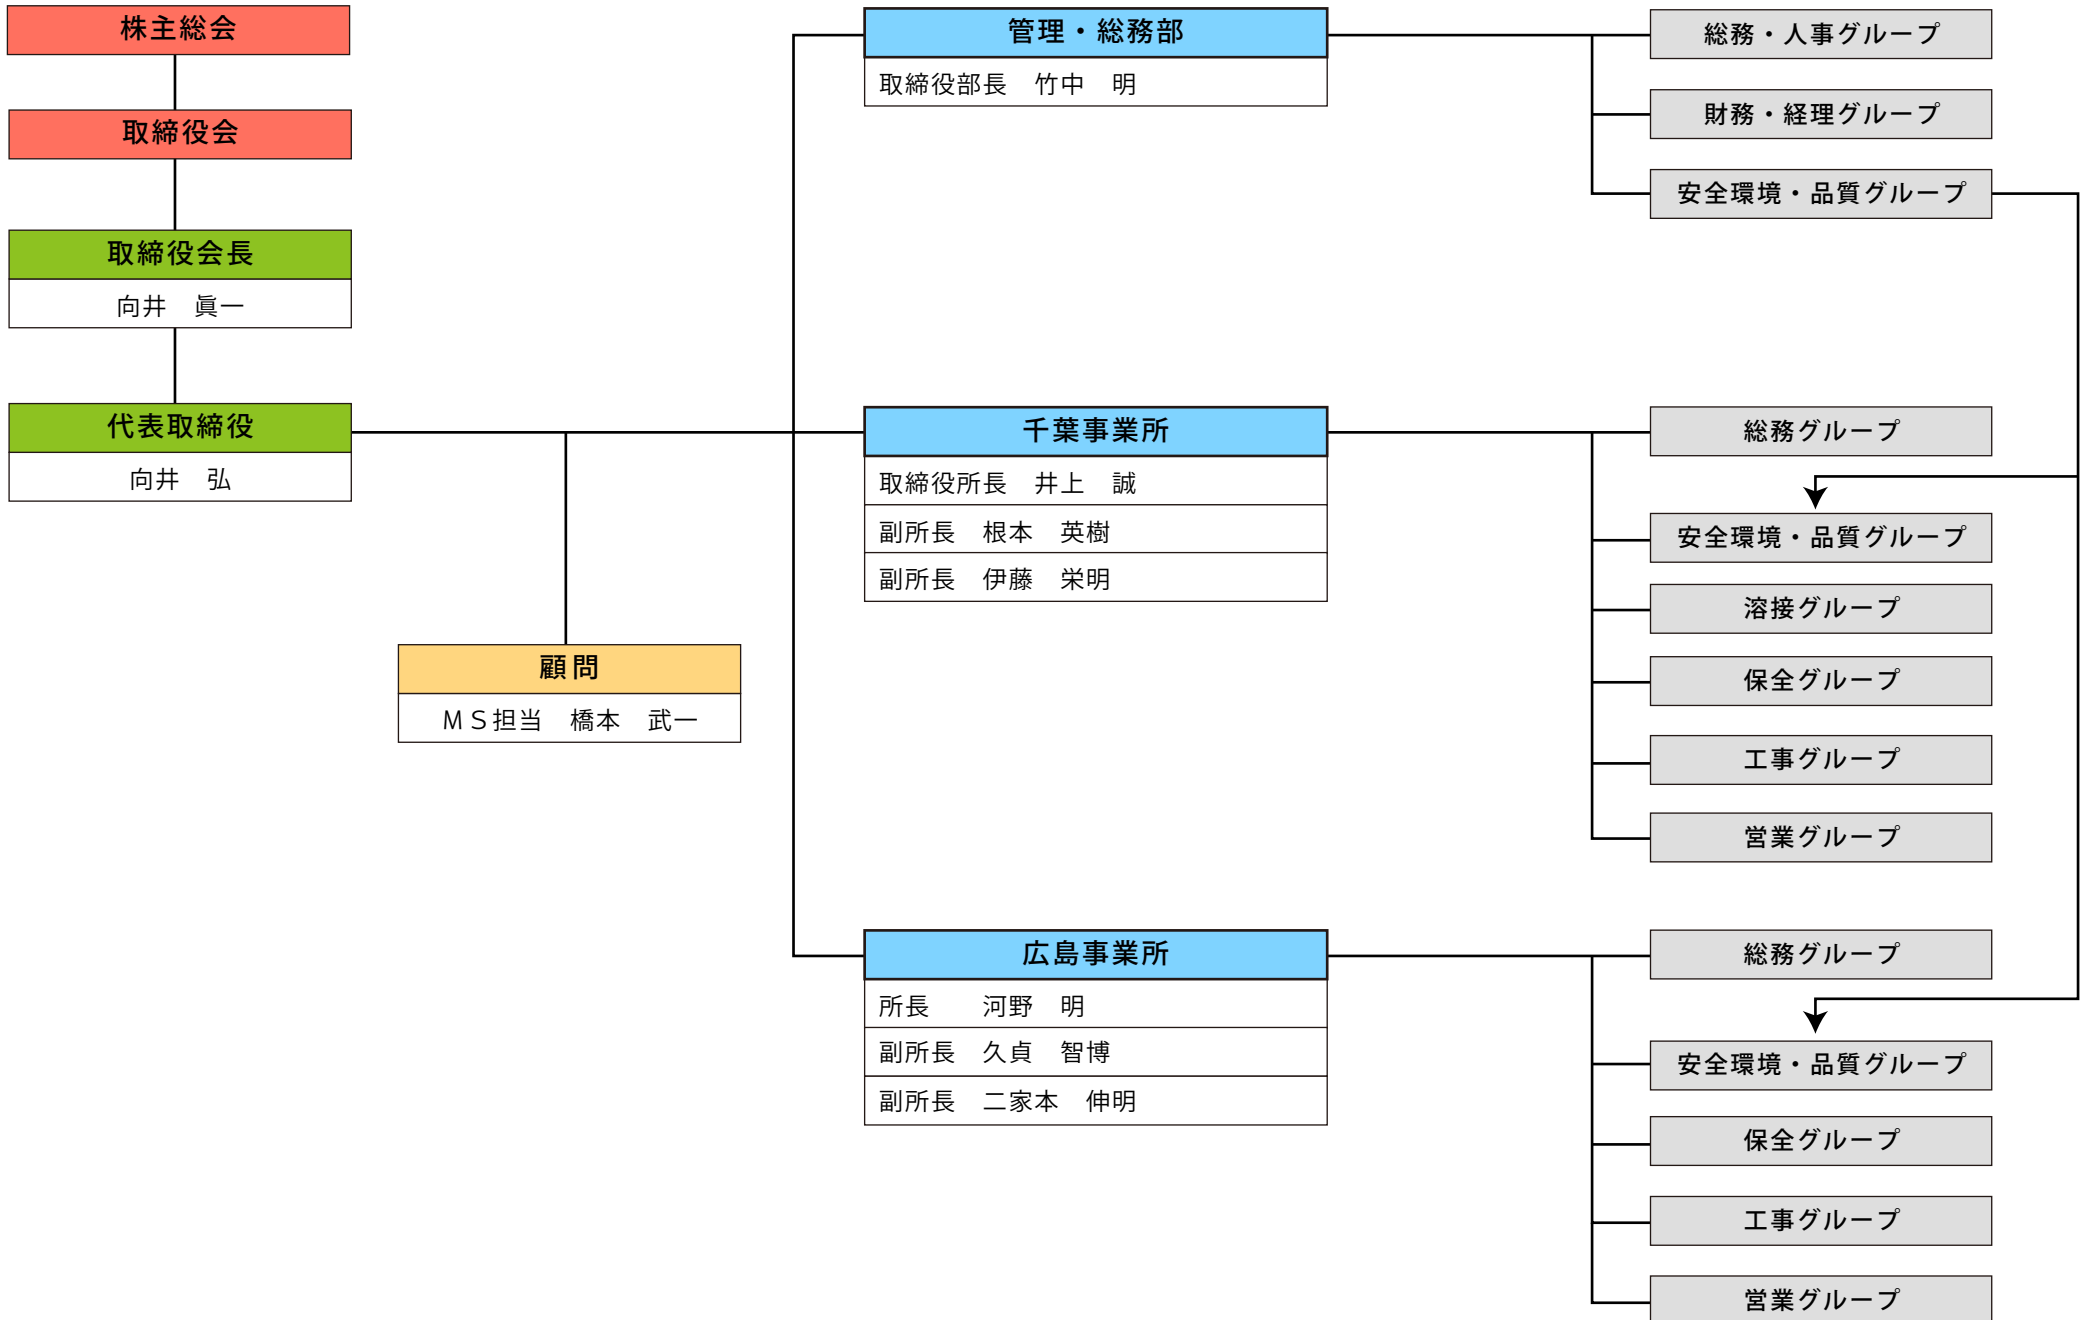 株主総会
取締役会
取締役会長
向井　眞一
代表取締役
向井　弘
顧問
ＭＳ担当　橋本　武一
管理・総務部
取締役部長　竹中　明
総務・人事グループ
財務・経理グループ
安全環境・品質グループ
千葉事業所
取締役所長　井上　誠
副所長　根本　英樹
副所長　伊藤　栄明
総務グループ
安全環境・品質グループ
溶接グループ
保全グループ
工事グループ
営業グループ
広島事業所
所長　　河野　明
副所長　久貞　智博
副所長　二家本　伸明
総務グループ
安全環境・品質グループ
保全グループ
工事グループ
営業グループ